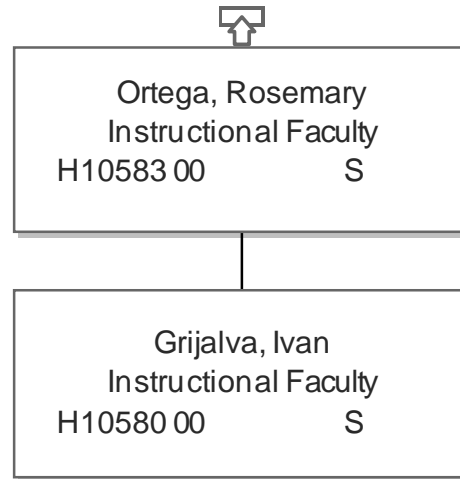 Ortega, Rosemary
Instructional Faculty
H10583 00 S
Grijalva, Ivan
Instructional Faculty
H10580 00 S